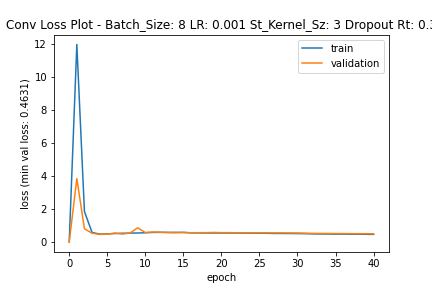 Conv Loss Plot - Batch_Size: 8 LR: 0.001 St_Kernel_Sz: 3 Dropout Rt: 0.3
train
validation
12
10
8
6
4
2
0
loss (min val loss: 0.4631)
0 5 10 15 20 25 30 35 40
epoch